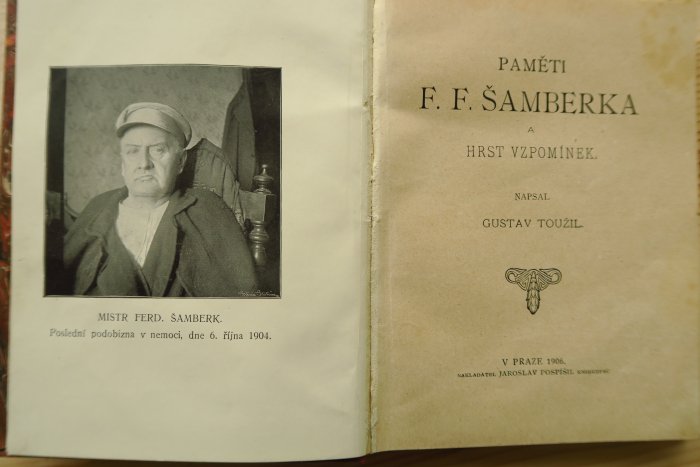 MISTR FERD. ŠAMBERK.
Poslední podobizna v nemoci, dne 6. října 1904.
PAMĚTI
F. F. ŠAMBERKA
A
HRST VZPOMÍNEK.
NAPSAL
GUSTAV TOUŽIL.
V PRAZE 1906.
NAKLADATEL JAROSLAV POSPÍŠIL KNIHKUPEC